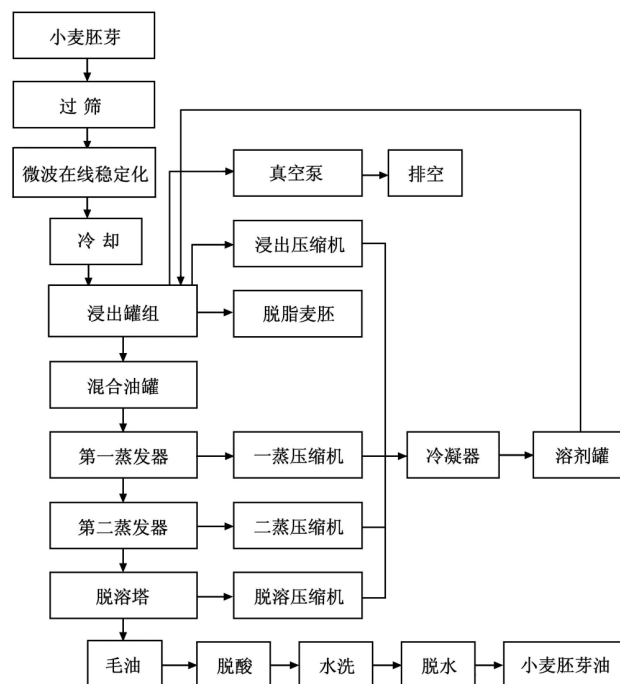 小麦胚芽
过 筛
微波在线稳定化
真空泵
排空
冷 却
浸出压缩机
浸出罐组
脱脂麦胚
混合油罐
第一蒸发器
一蒸压缩机
冷凝器
溶剂罐
第二蒸发器
二蒸压缩机
脱溶塔
脱溶压缩机
毛油
脱酸
水洗
脱水
小麦胚芽油